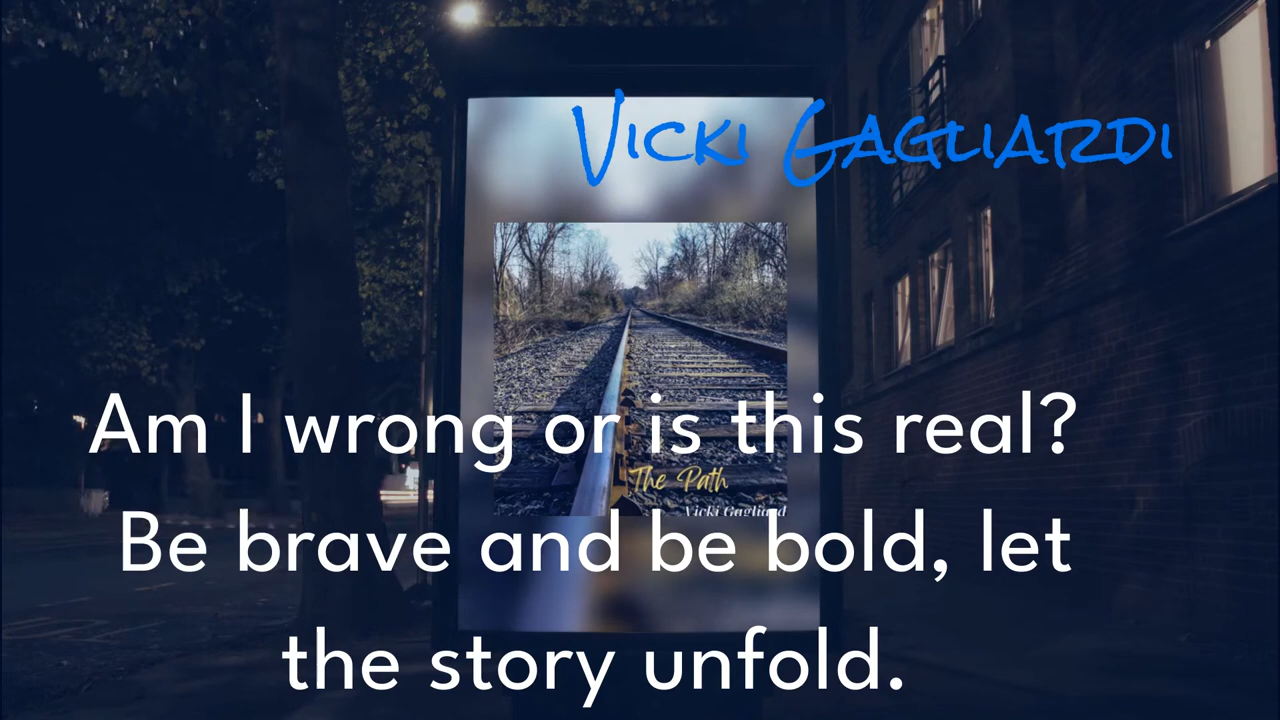 Vicki Gagliardi
Am I wrong or is this real?
The Path
Vicki Gagliard
Be brave and be bold, let
the story unfold.